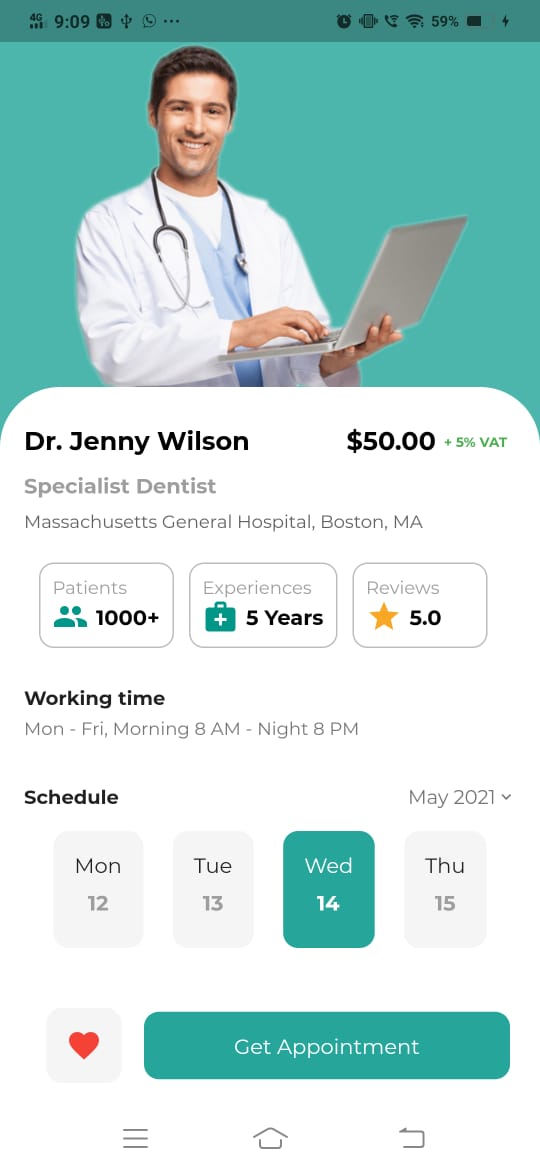 4G 9:09 59%
Dr. Jenny Wilson $50.00 + 5% VAT
Specialist Dentist
Massachusetts General Hospital, Boston, MA
Patients Experiences Reviews
1000+ 5 Years 5.0
Working time
Mon - Fri, Morning 8 AM - Night 8 PM
Schedule May 2021
Mon Tue Wed Thu
12 13 14 15
Get Appointment